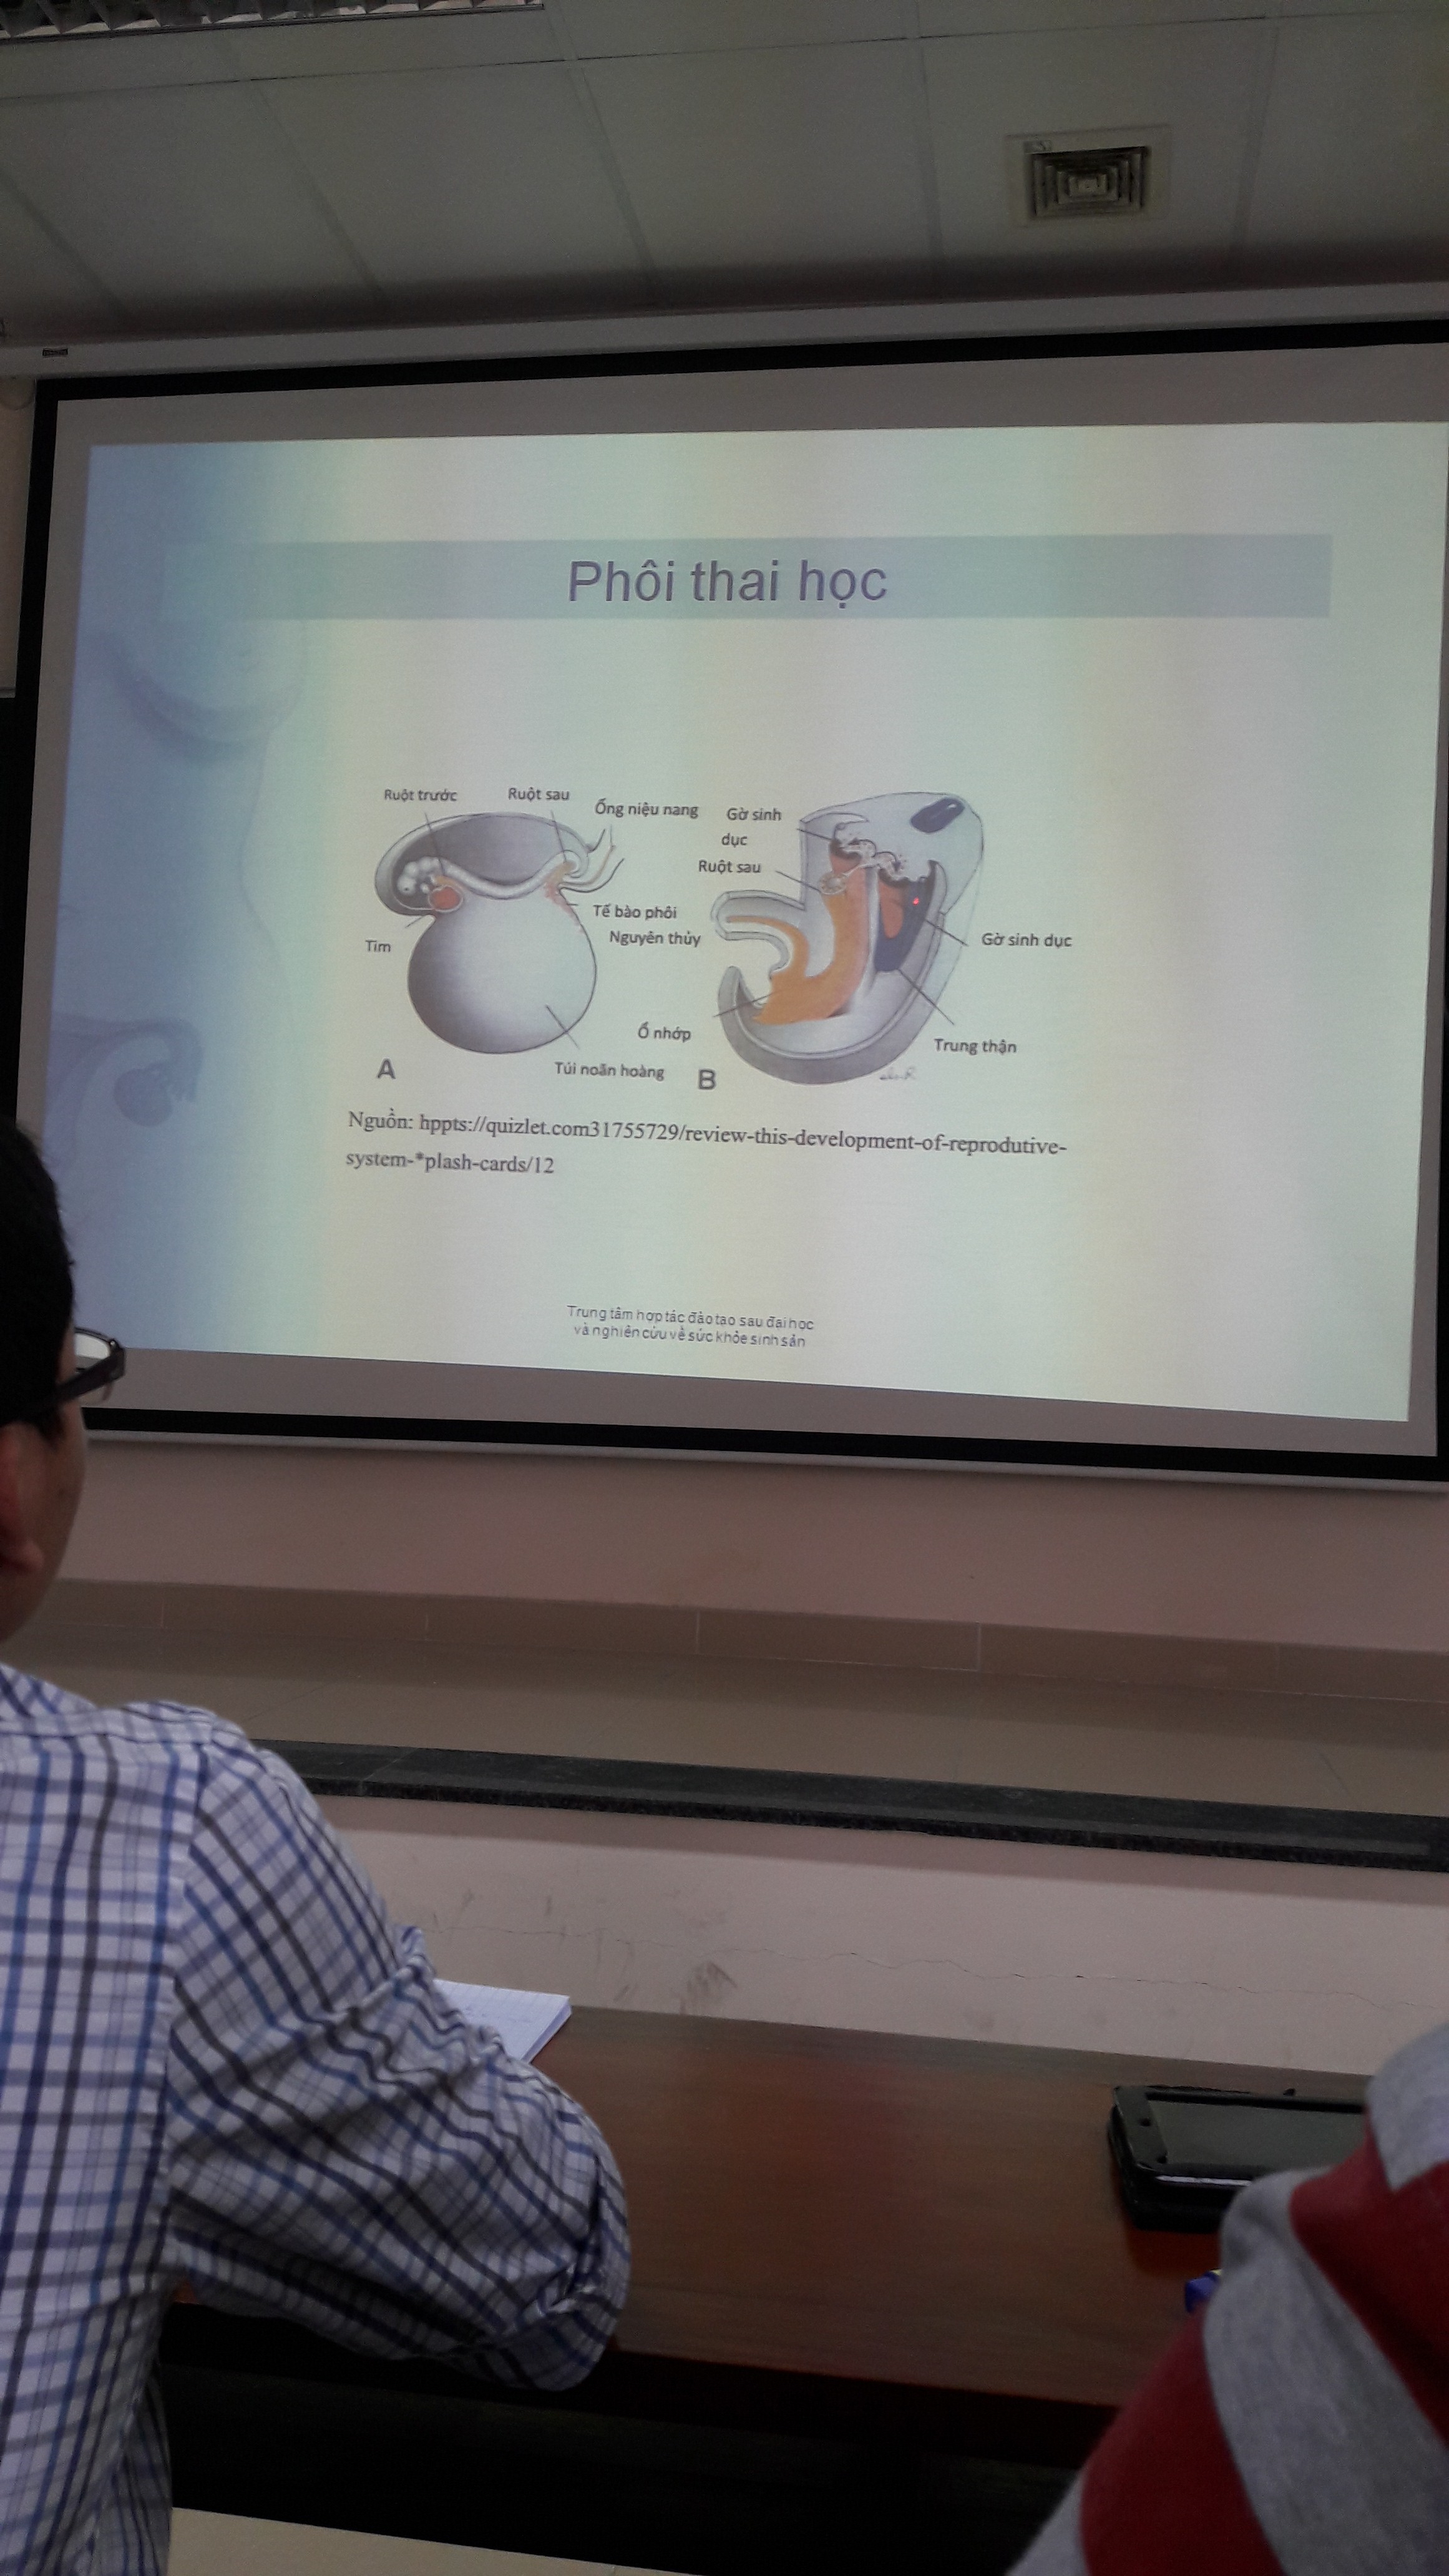 Phôi thai học
Ruột trước
Ruột sau
Ống niệu nang
Tế bào phôi
Nguyên thủy
Tim
Túi noãn hoàng
A
Gờ sinh
dục
Ruột sau
Gờ sinh dục
Ổ nhớp
Trung thận
B
Nguồn: hppts://quizlet.com31755729/review-this-development-of-reprodutive-
system-*plash-cards/12
Trung tâm hợp tác đào tạo sau đại học
và nghiên cứu về sức khỏe sinh sản